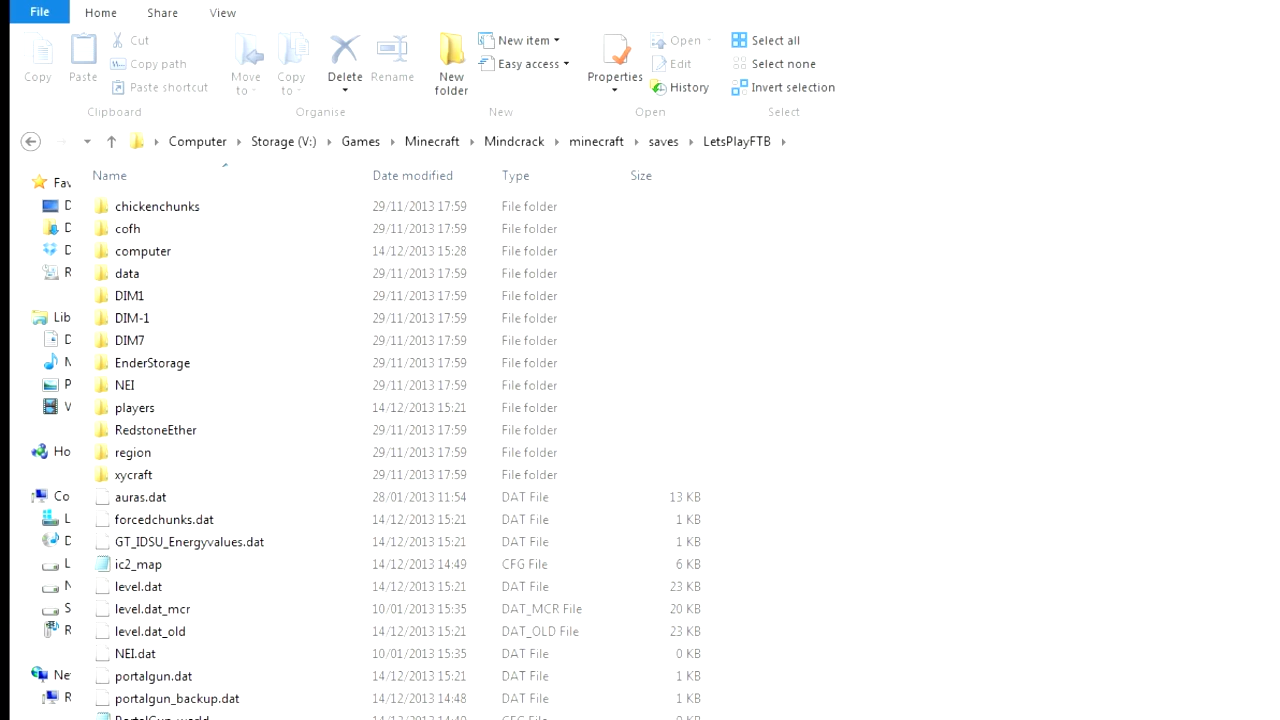 File Home Share View
Copy Paste Cut Copy path Paste shortcut Move to Copy to Delete Rename New folder New item Easy access Properties Open Edit History Select all Select none Invert selection
Clipboard Organise New Open Select
Computer Storage (V:) Games Minecraft Mindcrack minecraft saves LetsPlayFTB
Name Date modified Type Size
Fav
D
D
D
R
Lib
D
N
P
V
Ho
Co
L
D
L
N
S
R
Ne
R
chickenchunks 29/11/2013 17:59 File folder
cofh 29/11/2013 17:59 File folder
computer 14/12/2013 15:28 File folder
data 29/11/2013 17:59 File folder
DIM1 29/11/2013 17:59 File folder
DIM-1 29/11/2013 17:59 File folder
DIM7 29/11/2013 17:59 File folder
EnderStorage 29/11/2013 17:59 File folder
NEI 29/11/2013 17:59 File folder
players 14/12/2013 15:21 File folder
RedstoneEther 29/11/2013 17:59 File folder
region 29/11/2013 17:59 File folder
xycraft 29/11/2013 17:59 File folder
auras.dat 28/01/2013 11:54 DAT File 13 KB
forcedchunks.dat 14/12/2013 15:21 DAT File 1 KB
GT_IDSU_Energyvalues.dat 14/12/2013 15:21 DAT File 1 KB
ic2_map 14/12/2013 14:49 CFG File 6 KB
level.dat 14/12/2013 15:21 DAT File 23 KB
level.dat_mcr 10/01/2013 15:35 DAT_MCR File 20 KB
level.dat_old 14/12/2013 15:21 DAT_OLD File 23 KB
NEI.dat 10/01/2013 15:35 DAT File 0 KB
portalgun.dat 14/12/2013 15:21 DAT File 1 KB
portalgun_backup.dat 14/12/2013 14:48 DAT File 1 KB